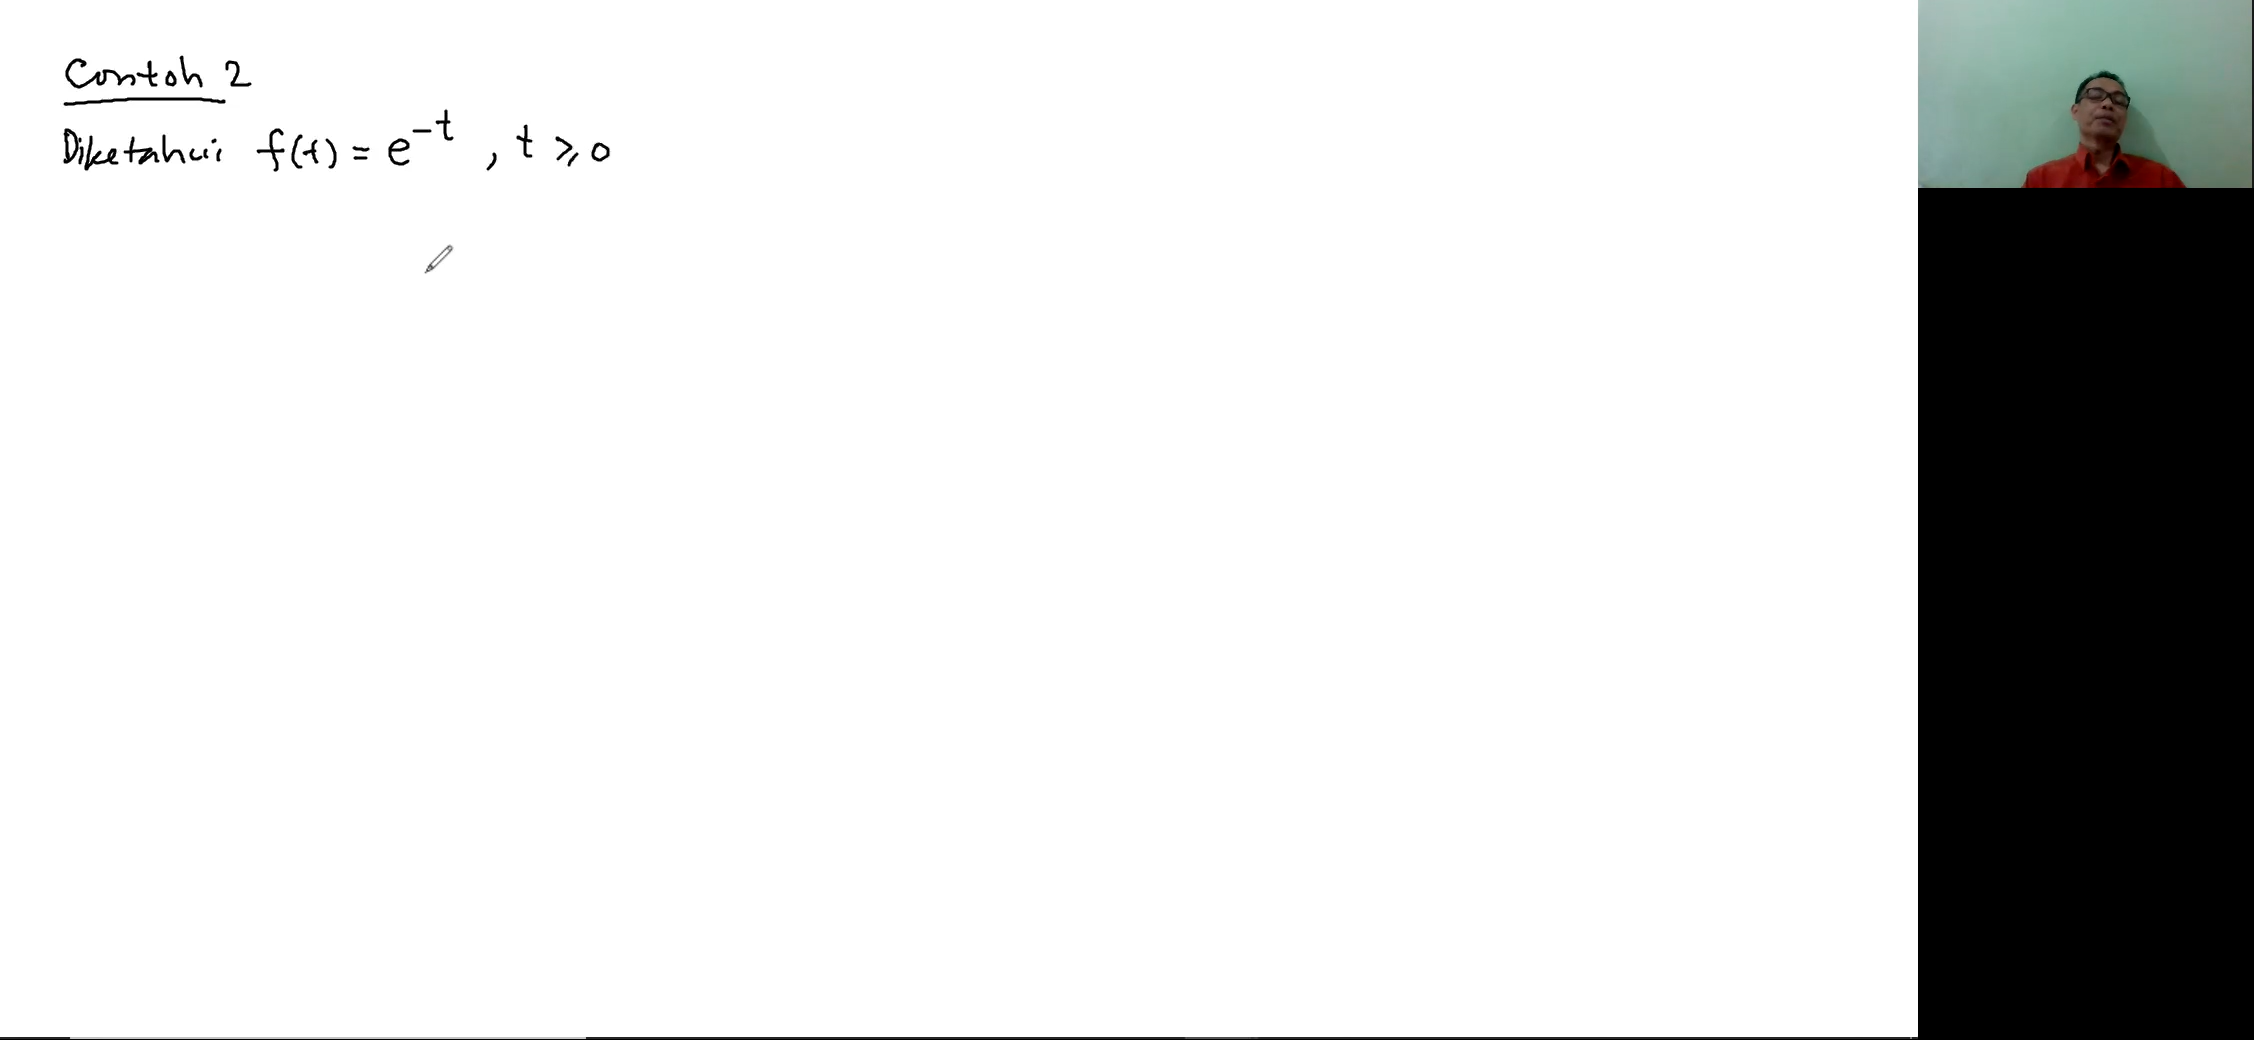 Contoh 2
Diketahui f(t) = e^{-t} , t ⩾ 0